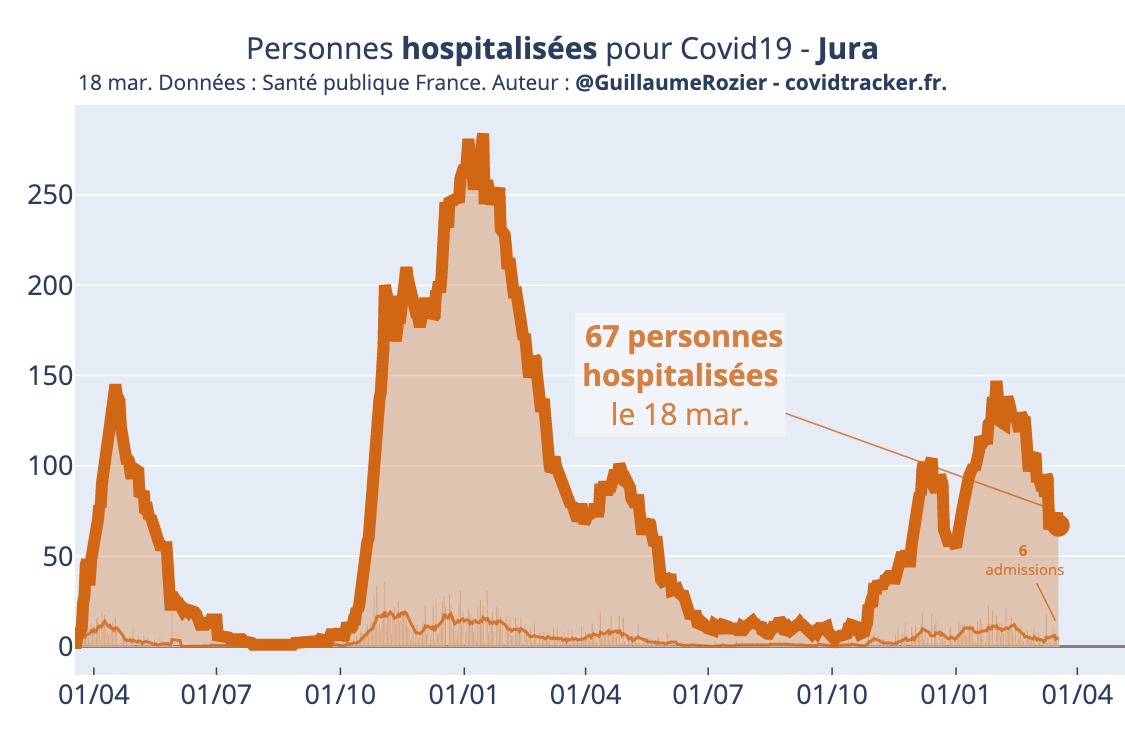 Personnes hospitalisées pour Covid19 - Jura
18 mar. Données : Santé publique France. Auteur : @GuillaumeRozier - covidtracker.fr.
250
200
150
100
50
0
67 personnes
hospitalisées
le 18 mar.
6
admissions
01/04 01/07 01/10 01/01 01/04 01/07 01/10 01/01 01/04